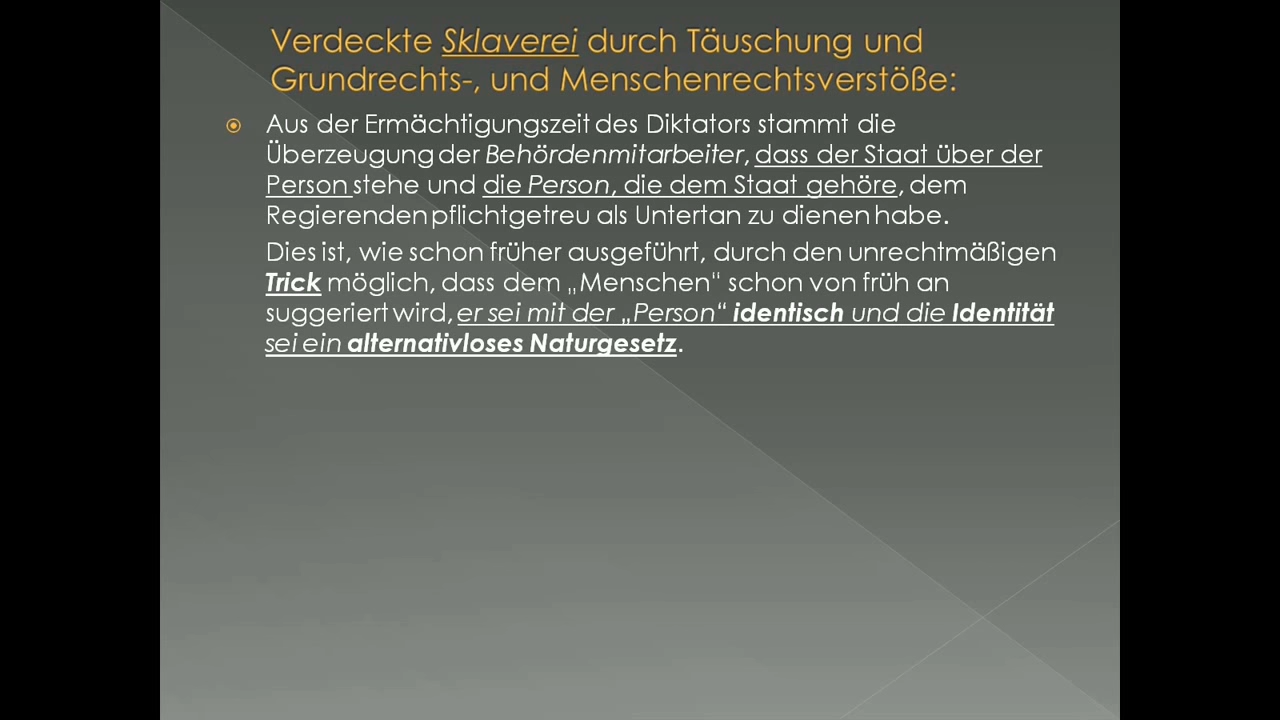 Verdeckte Sklaverei durch Täuschung und
Grundrechts-, und Menschenrechtsverstöße:
Aus der Ermächtigungszeit des Diktators stammt die
Überzeugung der Behördenmitarbeiter, dass der Staat über der
Person stehe und die Person, die dem Staat gehöre, dem
Regierenden pflichtgetreu als Untertan zu dienen habe.
Dies ist, wie schon früher ausgeführt, durch den unrechtmäßigen
Trick möglich, dass dem „Menschen“ schon von früh an
suggeriert wird, er sei mit der „Person“ identisch und die Identität
sei ein alternativloses Naturgesetz.